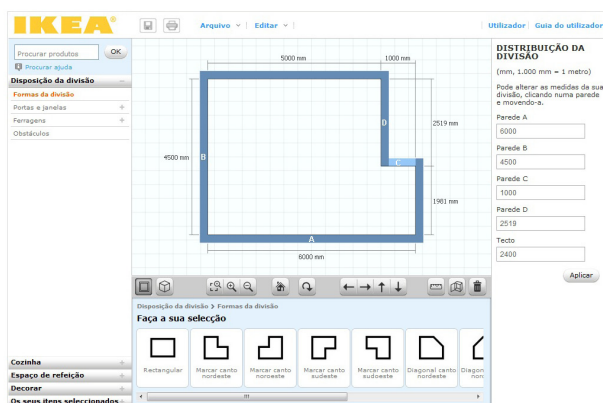 IKEA
Arquivo
Editar
Utilizador
Guia do utilizador
Procurar produtos
OK
Procurar ajuda
Disposição da divisão
Formas da divisão
Portas e janelas
Ferragens
Obstáculos
5000 mm
1000 mm
D
2519 mm
4500 mm
B
C
1981 mm
A
6000 mm
DISTRIBUIÇÃO DA
DIVISÃO
(mm, 1.000 mm = 1 metro)
Pode alterar as medidas da sua
divisão, clicando numa parede
e movendo-a.
Parede A
6000
Parede B
4500
Parede C
1000
Parede D
2519
Tecto
2400
Aplicar
Disposição da divisão > Formas da divisão
Faça a sua selecção
Rectangular
Marcar canto
nordeste
Marcar canto
noroeste
Marcar canto
sudeste
Marcar canto
sudoeste
Diagonal canto
nordeste
Diagon
nor
Cozinha
Espaço de refeição
Decorar
Os seus itens seleccionados